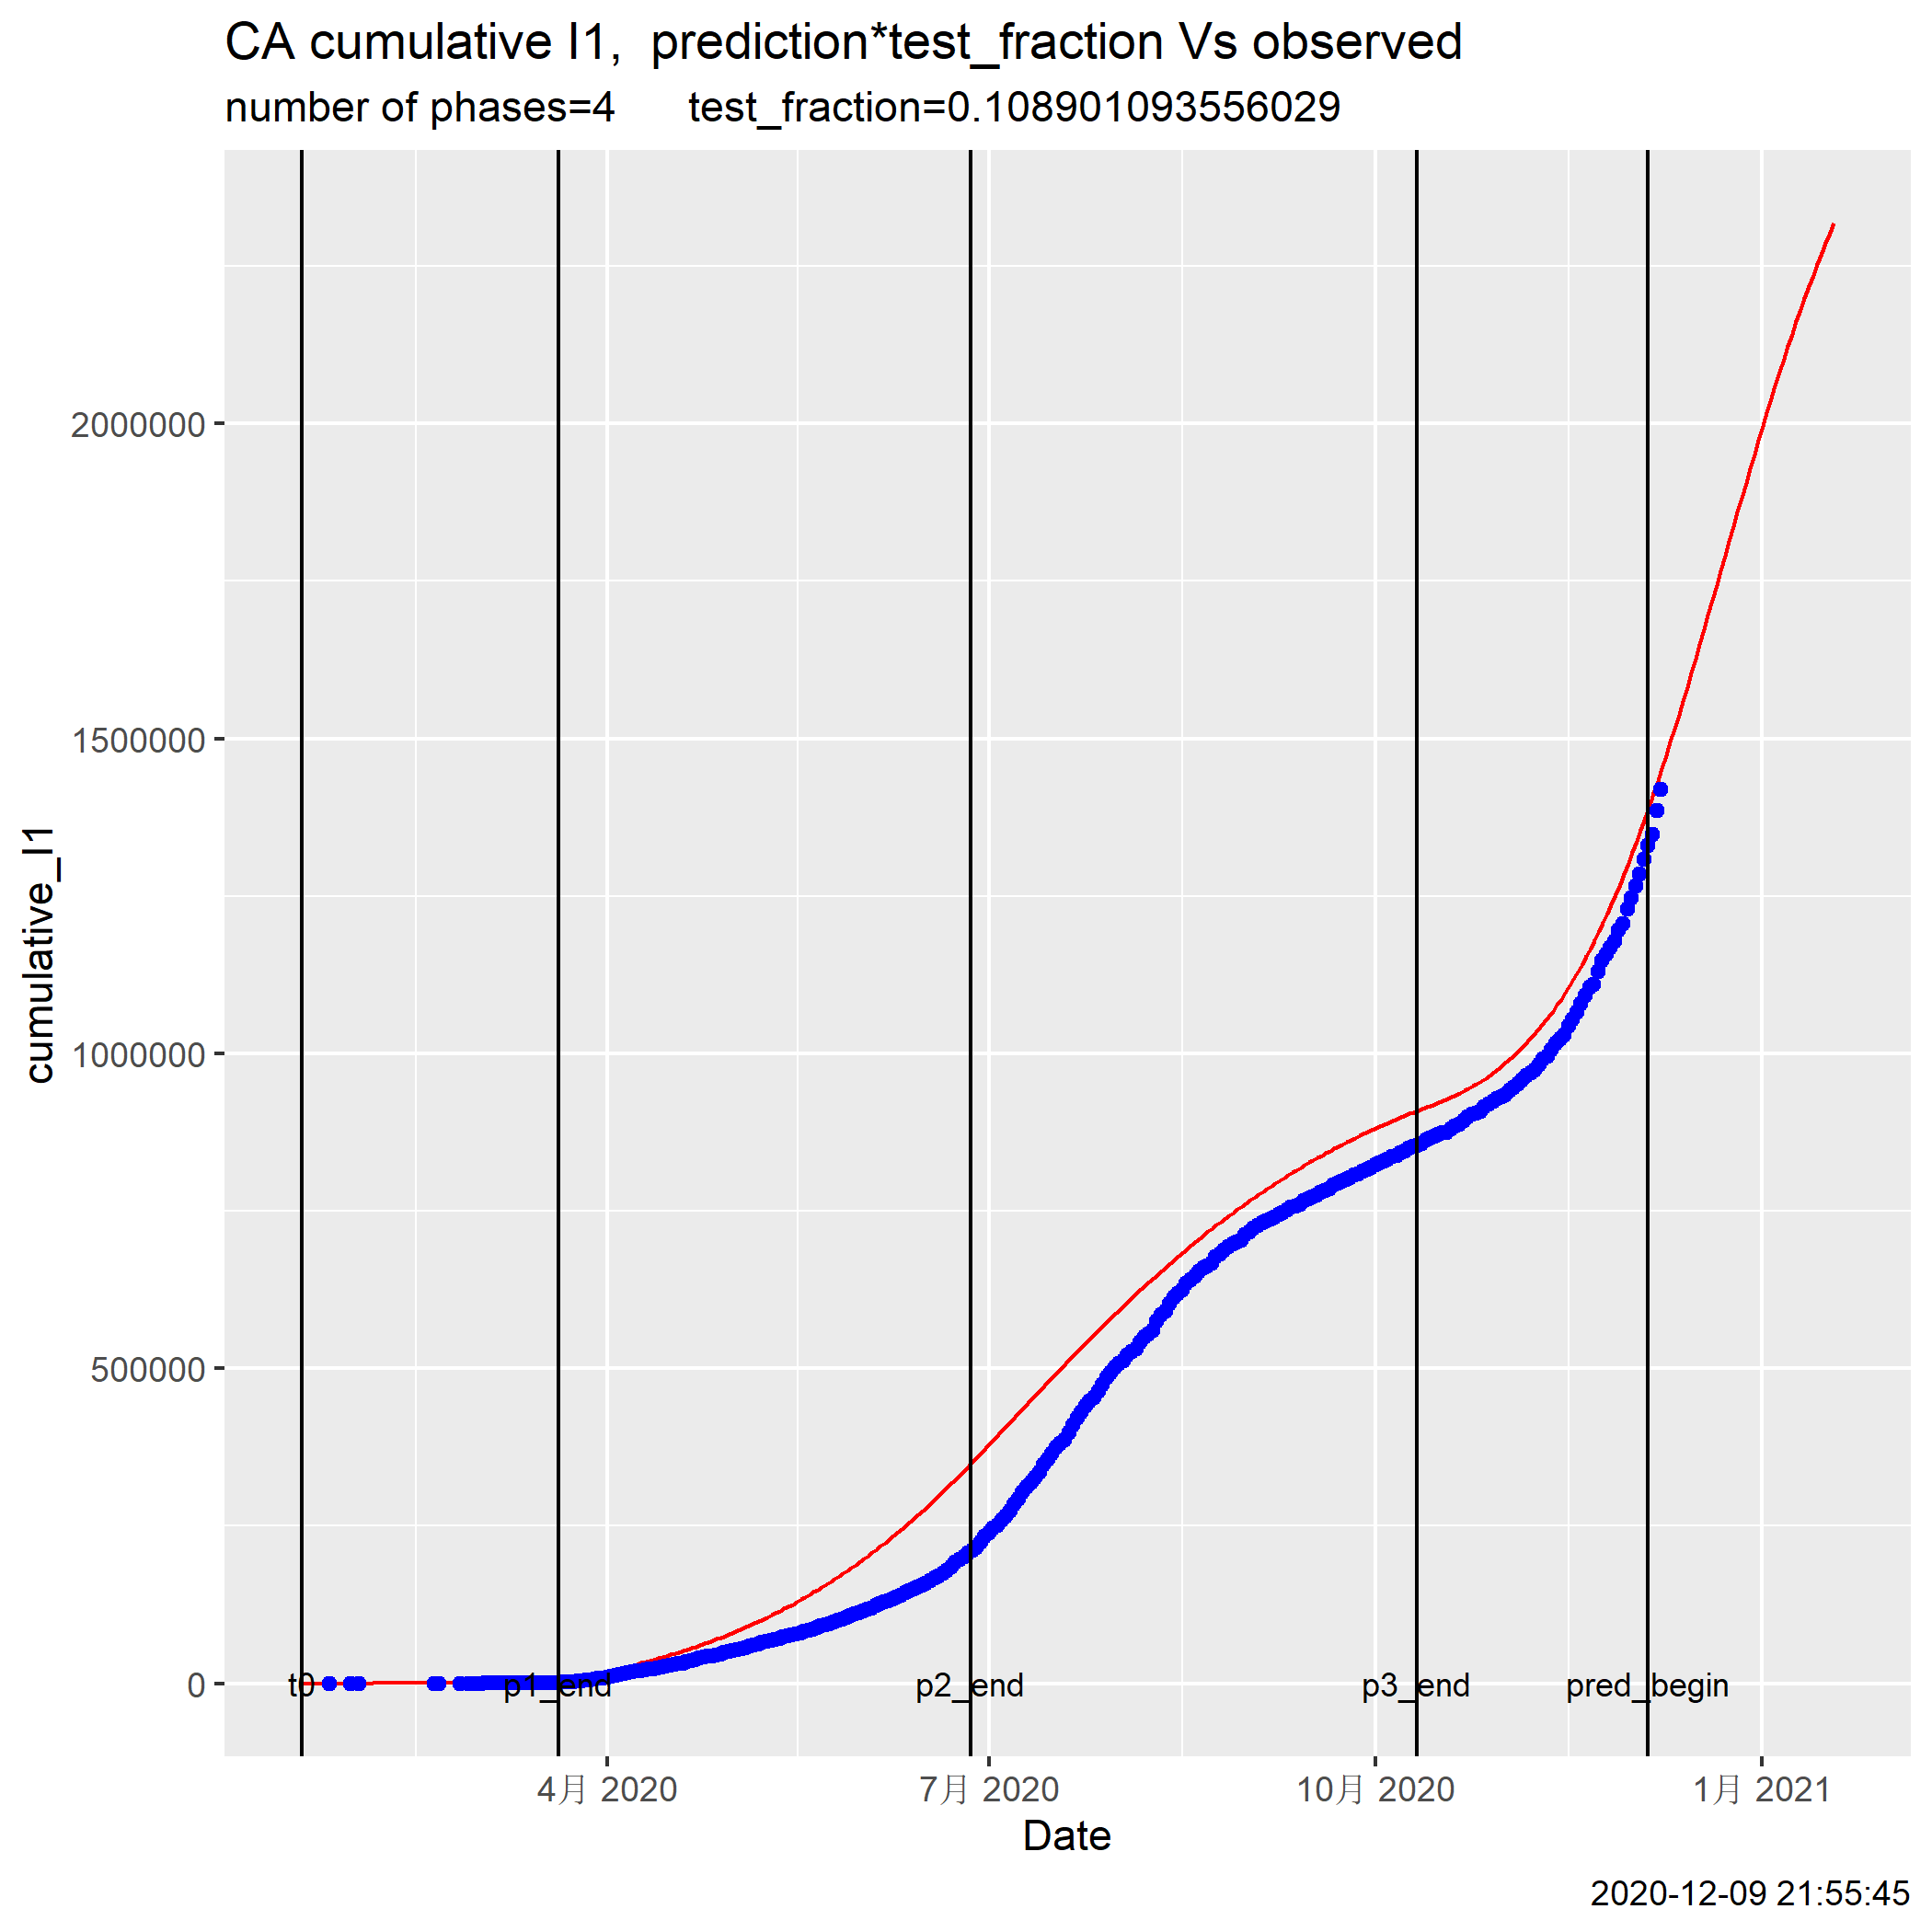 CA cumulative I1,  prediction*test_fraction Vs observed
number of phases=4      test_fraction=0.108901093556029
cumulative_I1
2000000
1500000
1000000
500000
0
t0 p1_end p2_end p3_end pred_begin
4月 2020 7月 2020 10月 2020 1月 2021
Date
2020-12-09 21:55:45